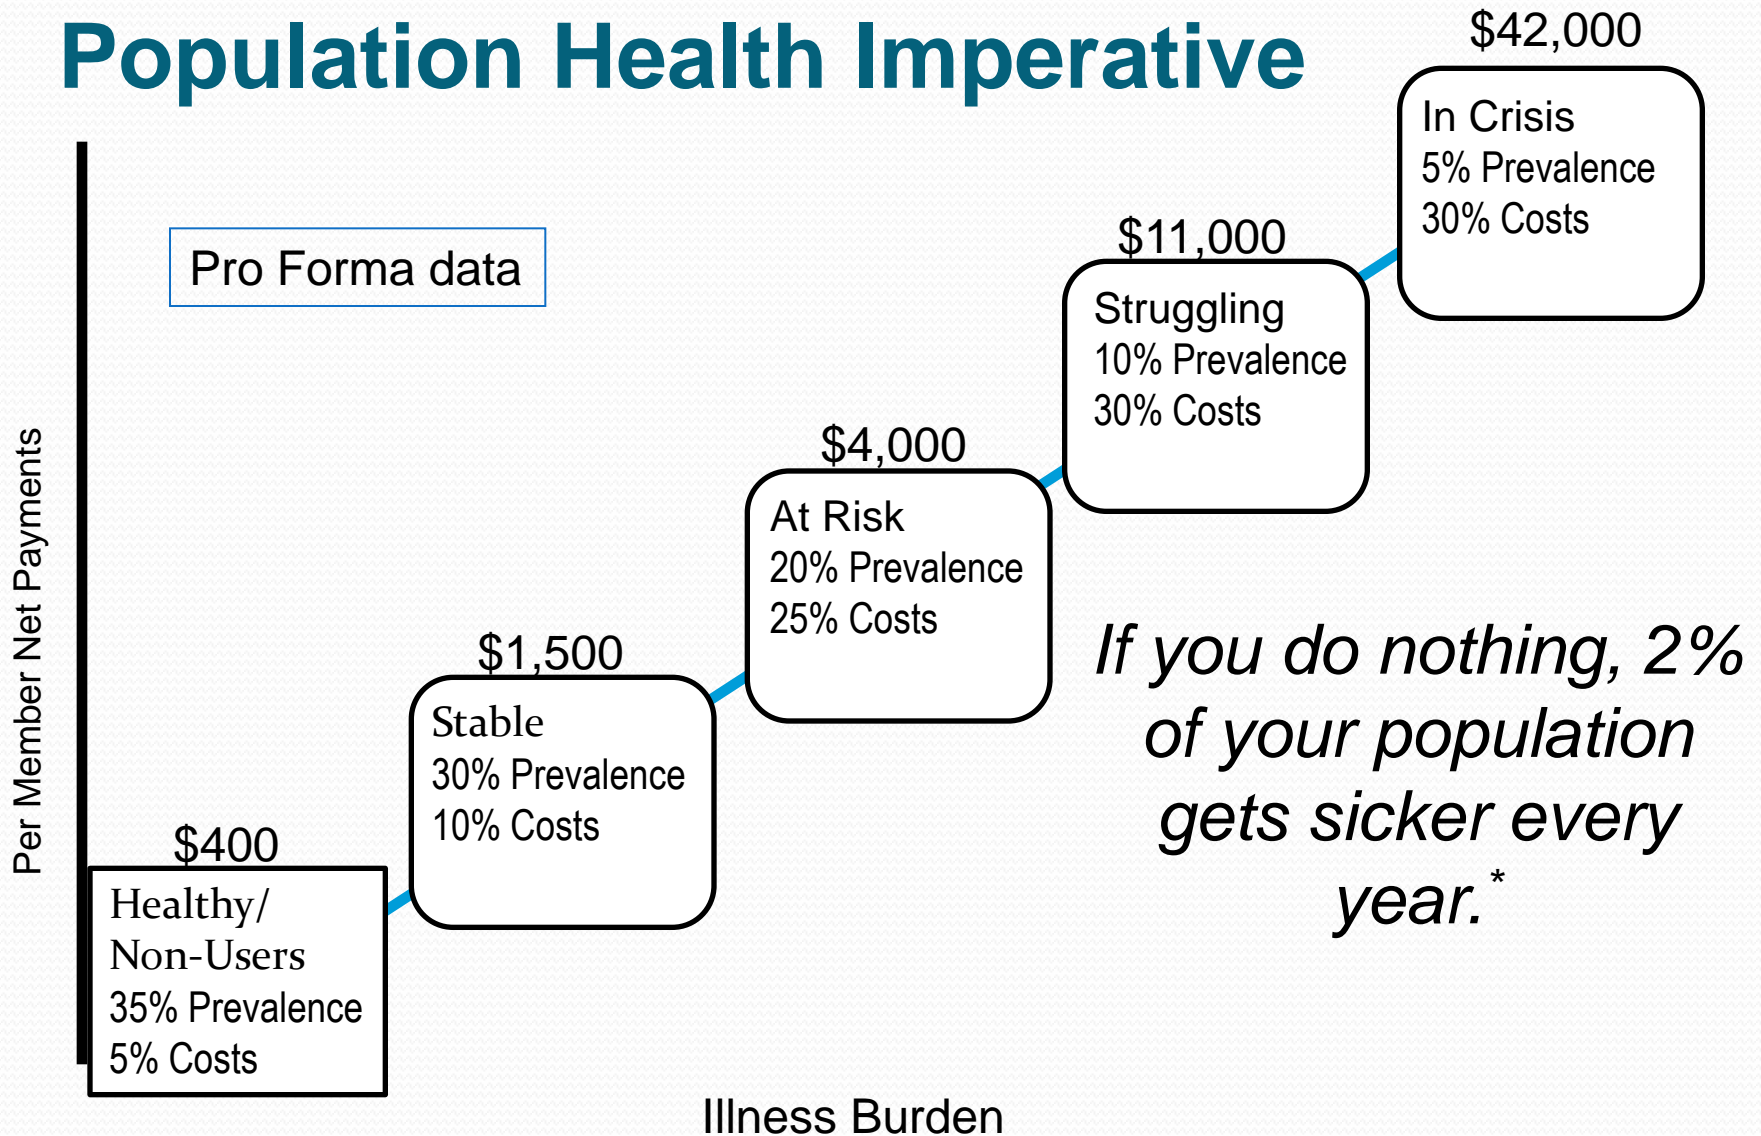 Population Health Imperative
$42,000
In Crisis
5% Prevalence
30% Costs
Pro Forma data
$11,000
Struggling
10% Prevalence
30% Costs
$4,000
At Risk
20% Prevalence
25% Costs
$1,500
Stable
30% Prevalence
10% Costs
$400
Healthy/
Non-Users
35% Prevalence
5% Costs
If you do nothing, 2%
of your population
gets sicker every
year.*
Per Member Net Payments
Illness Burden